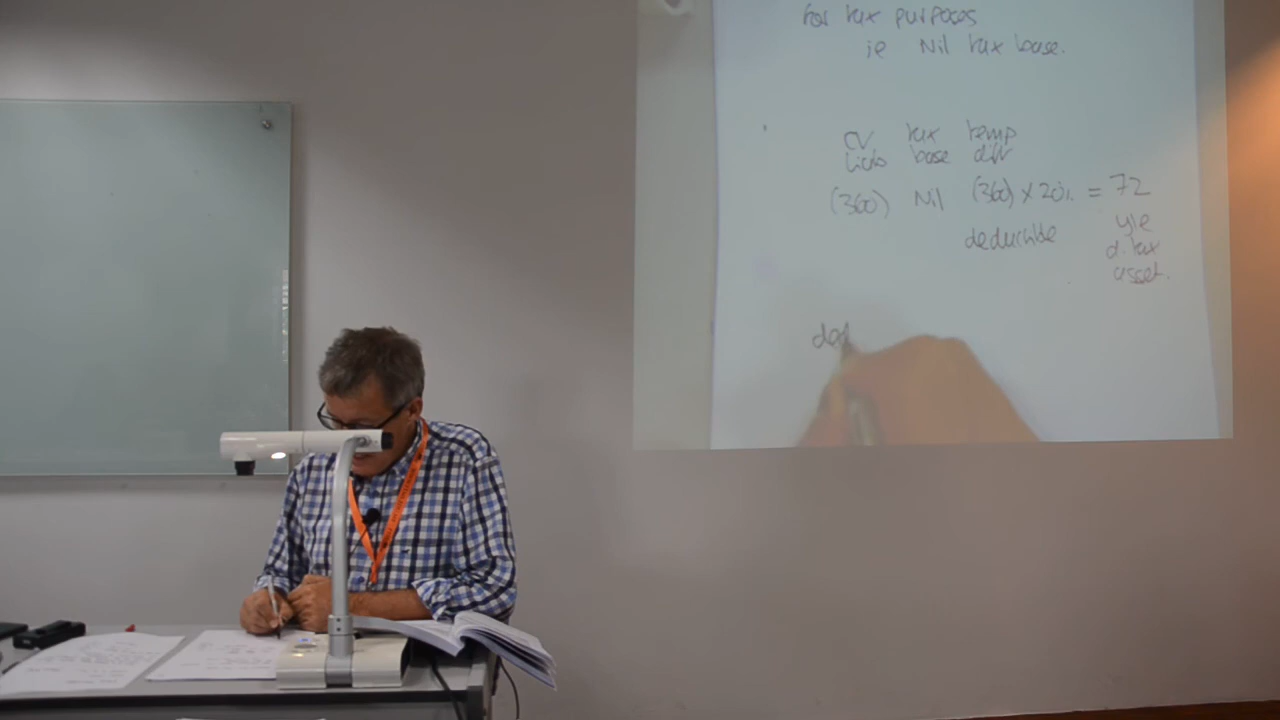 for tax purposes
ie Nil tax base.
CV tax temp
liab base diff
(360) Nil (360) x 20% = 72
deductible y/e
d. tax
asset.
def